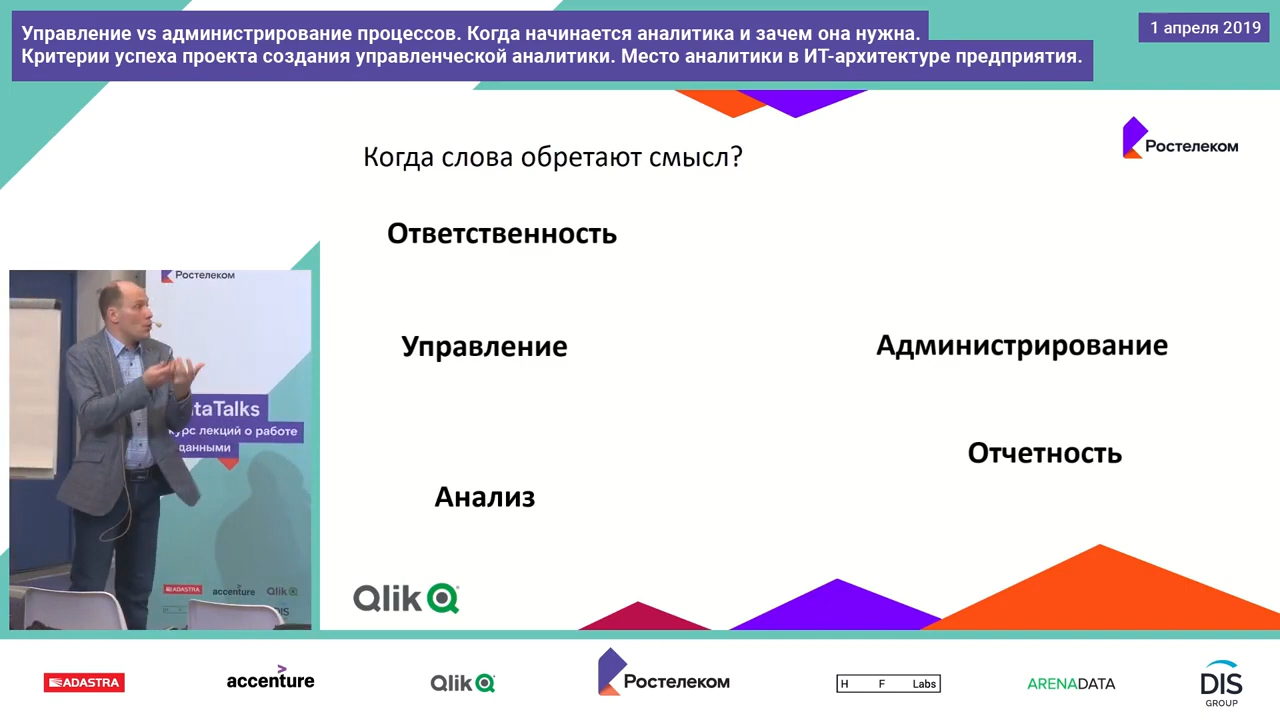 Управление vs администрирование процессов. Когда начинается аналитика и зачем она нужна.
Критерии успеха проекта создания управленческой аналитики. Место аналитики в ИТ-архитектуре предприятия.
1 апреля 2019
Ростелеком
Когда слова обретают смысл?
Ответственность
Управление
Администрирование
Отчетность
Анализ
Qlik
Ростелеком
taTalks
курс лекций о работе
данными
ADASTRA
accenture
Qlik
DIS
ADASTRA
accenture
Qlik
Ростелеком
H F Labs
ARENADATA
DIS
GROUP